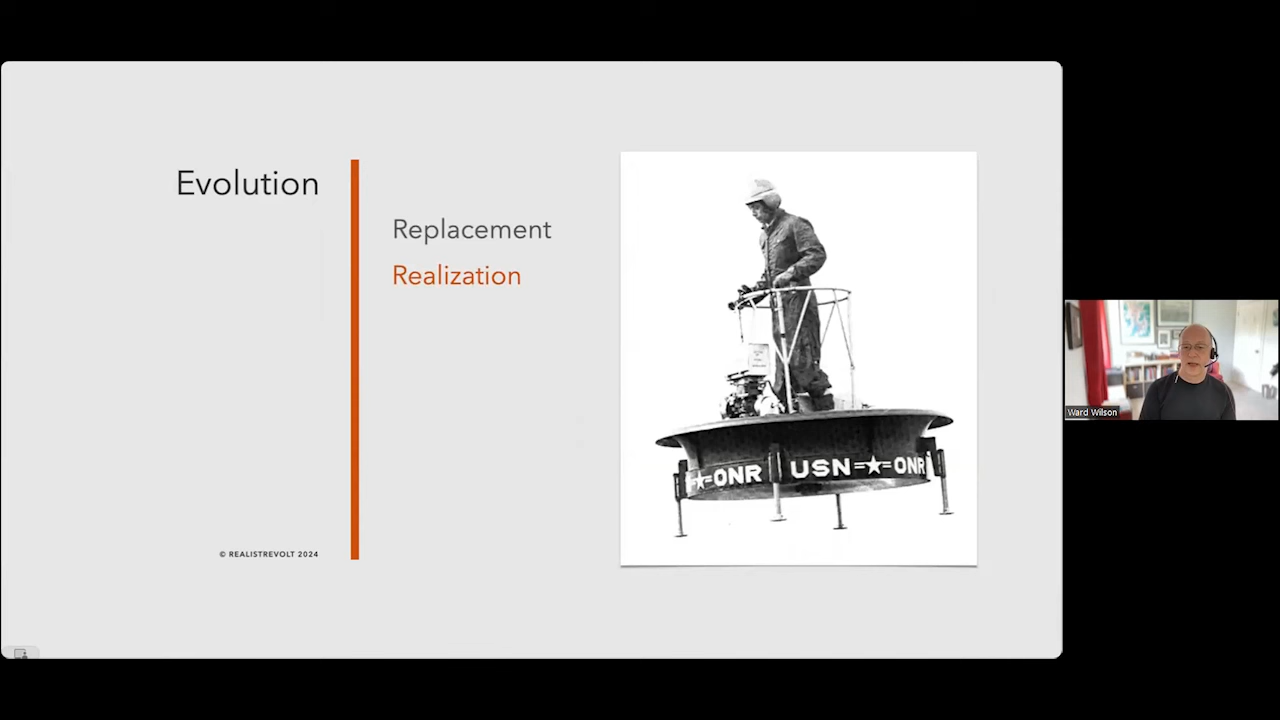 Evolution
Replacement
Realization
ONR USN ONR
© REALISTREVOLT 2024
Ward Wilson